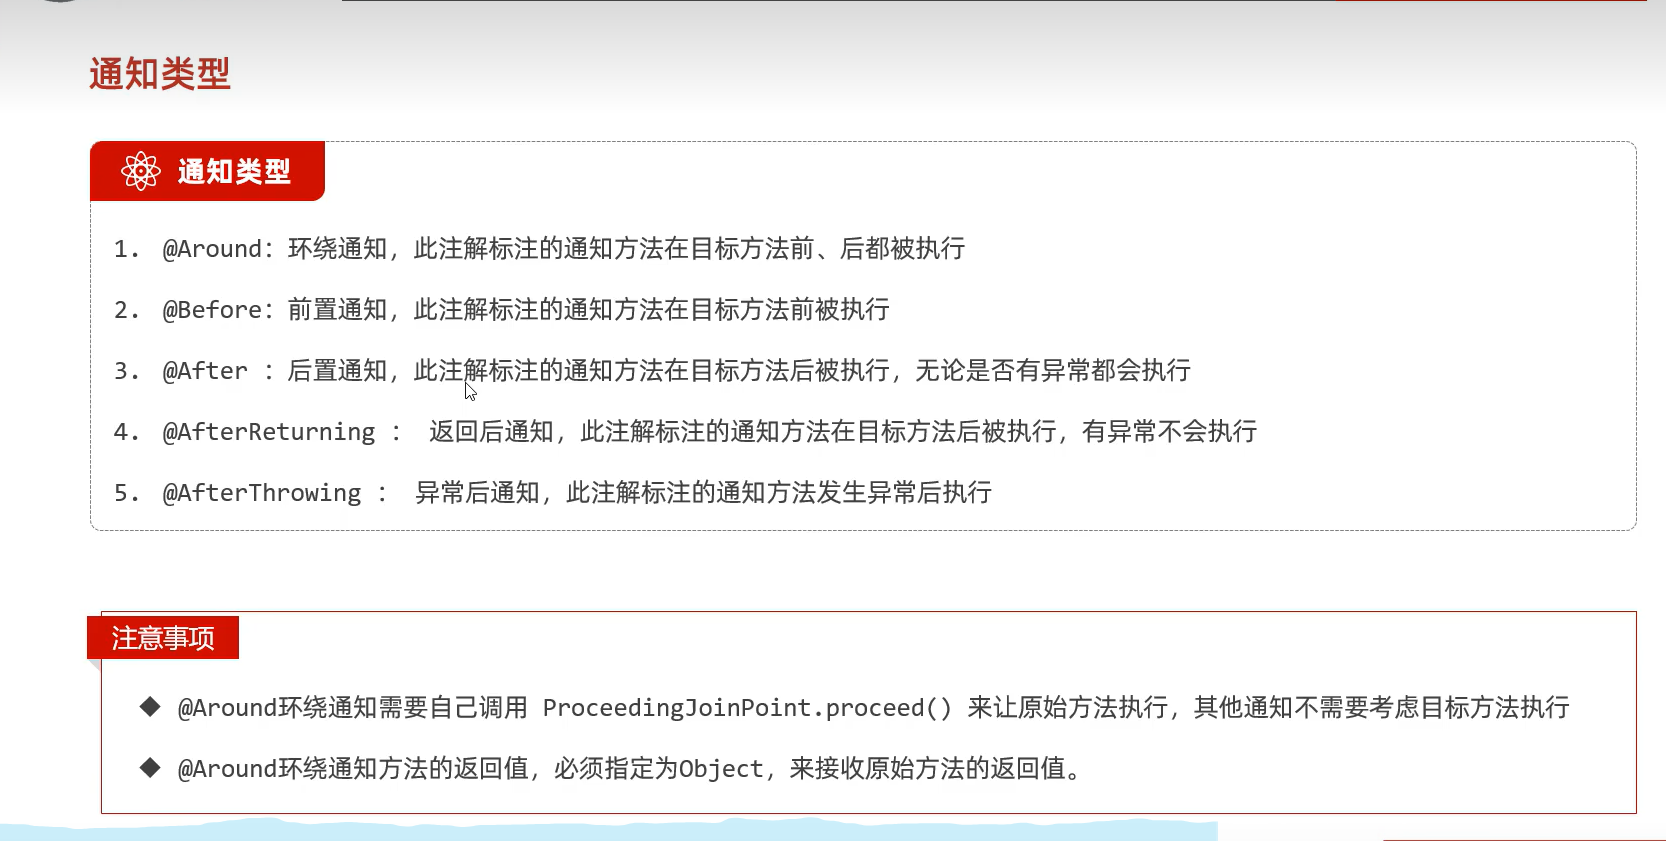 通知类型
通知类型
1. @Around：环绕通知，此注解标注的通知方法在目标方法前、后都被执行
2. @Before：前置通知，此注解标注的通知方法在目标方法前被执行
3. @After ：后置通知，此注解标注的通知方法在目标方法后被执行，无论是否有异常都会执行
4. @AfterReturning ： 返回后通知，此注解标注的通知方法在目标方法后被执行，有异常不会执行
5. @AfterThrowing ： 异常后通知，此注解标注的通知方法发生异常后执行
注意事项
◆ @Around环绕通知需要自己调用 ProceedingJoinPoint.proceed() 来让原始方法执行，其他通知不需要考虑目标方法执行
◆ @Around环绕通知方法的返回值，必须指定为Object，来接收原始方法的返回值。